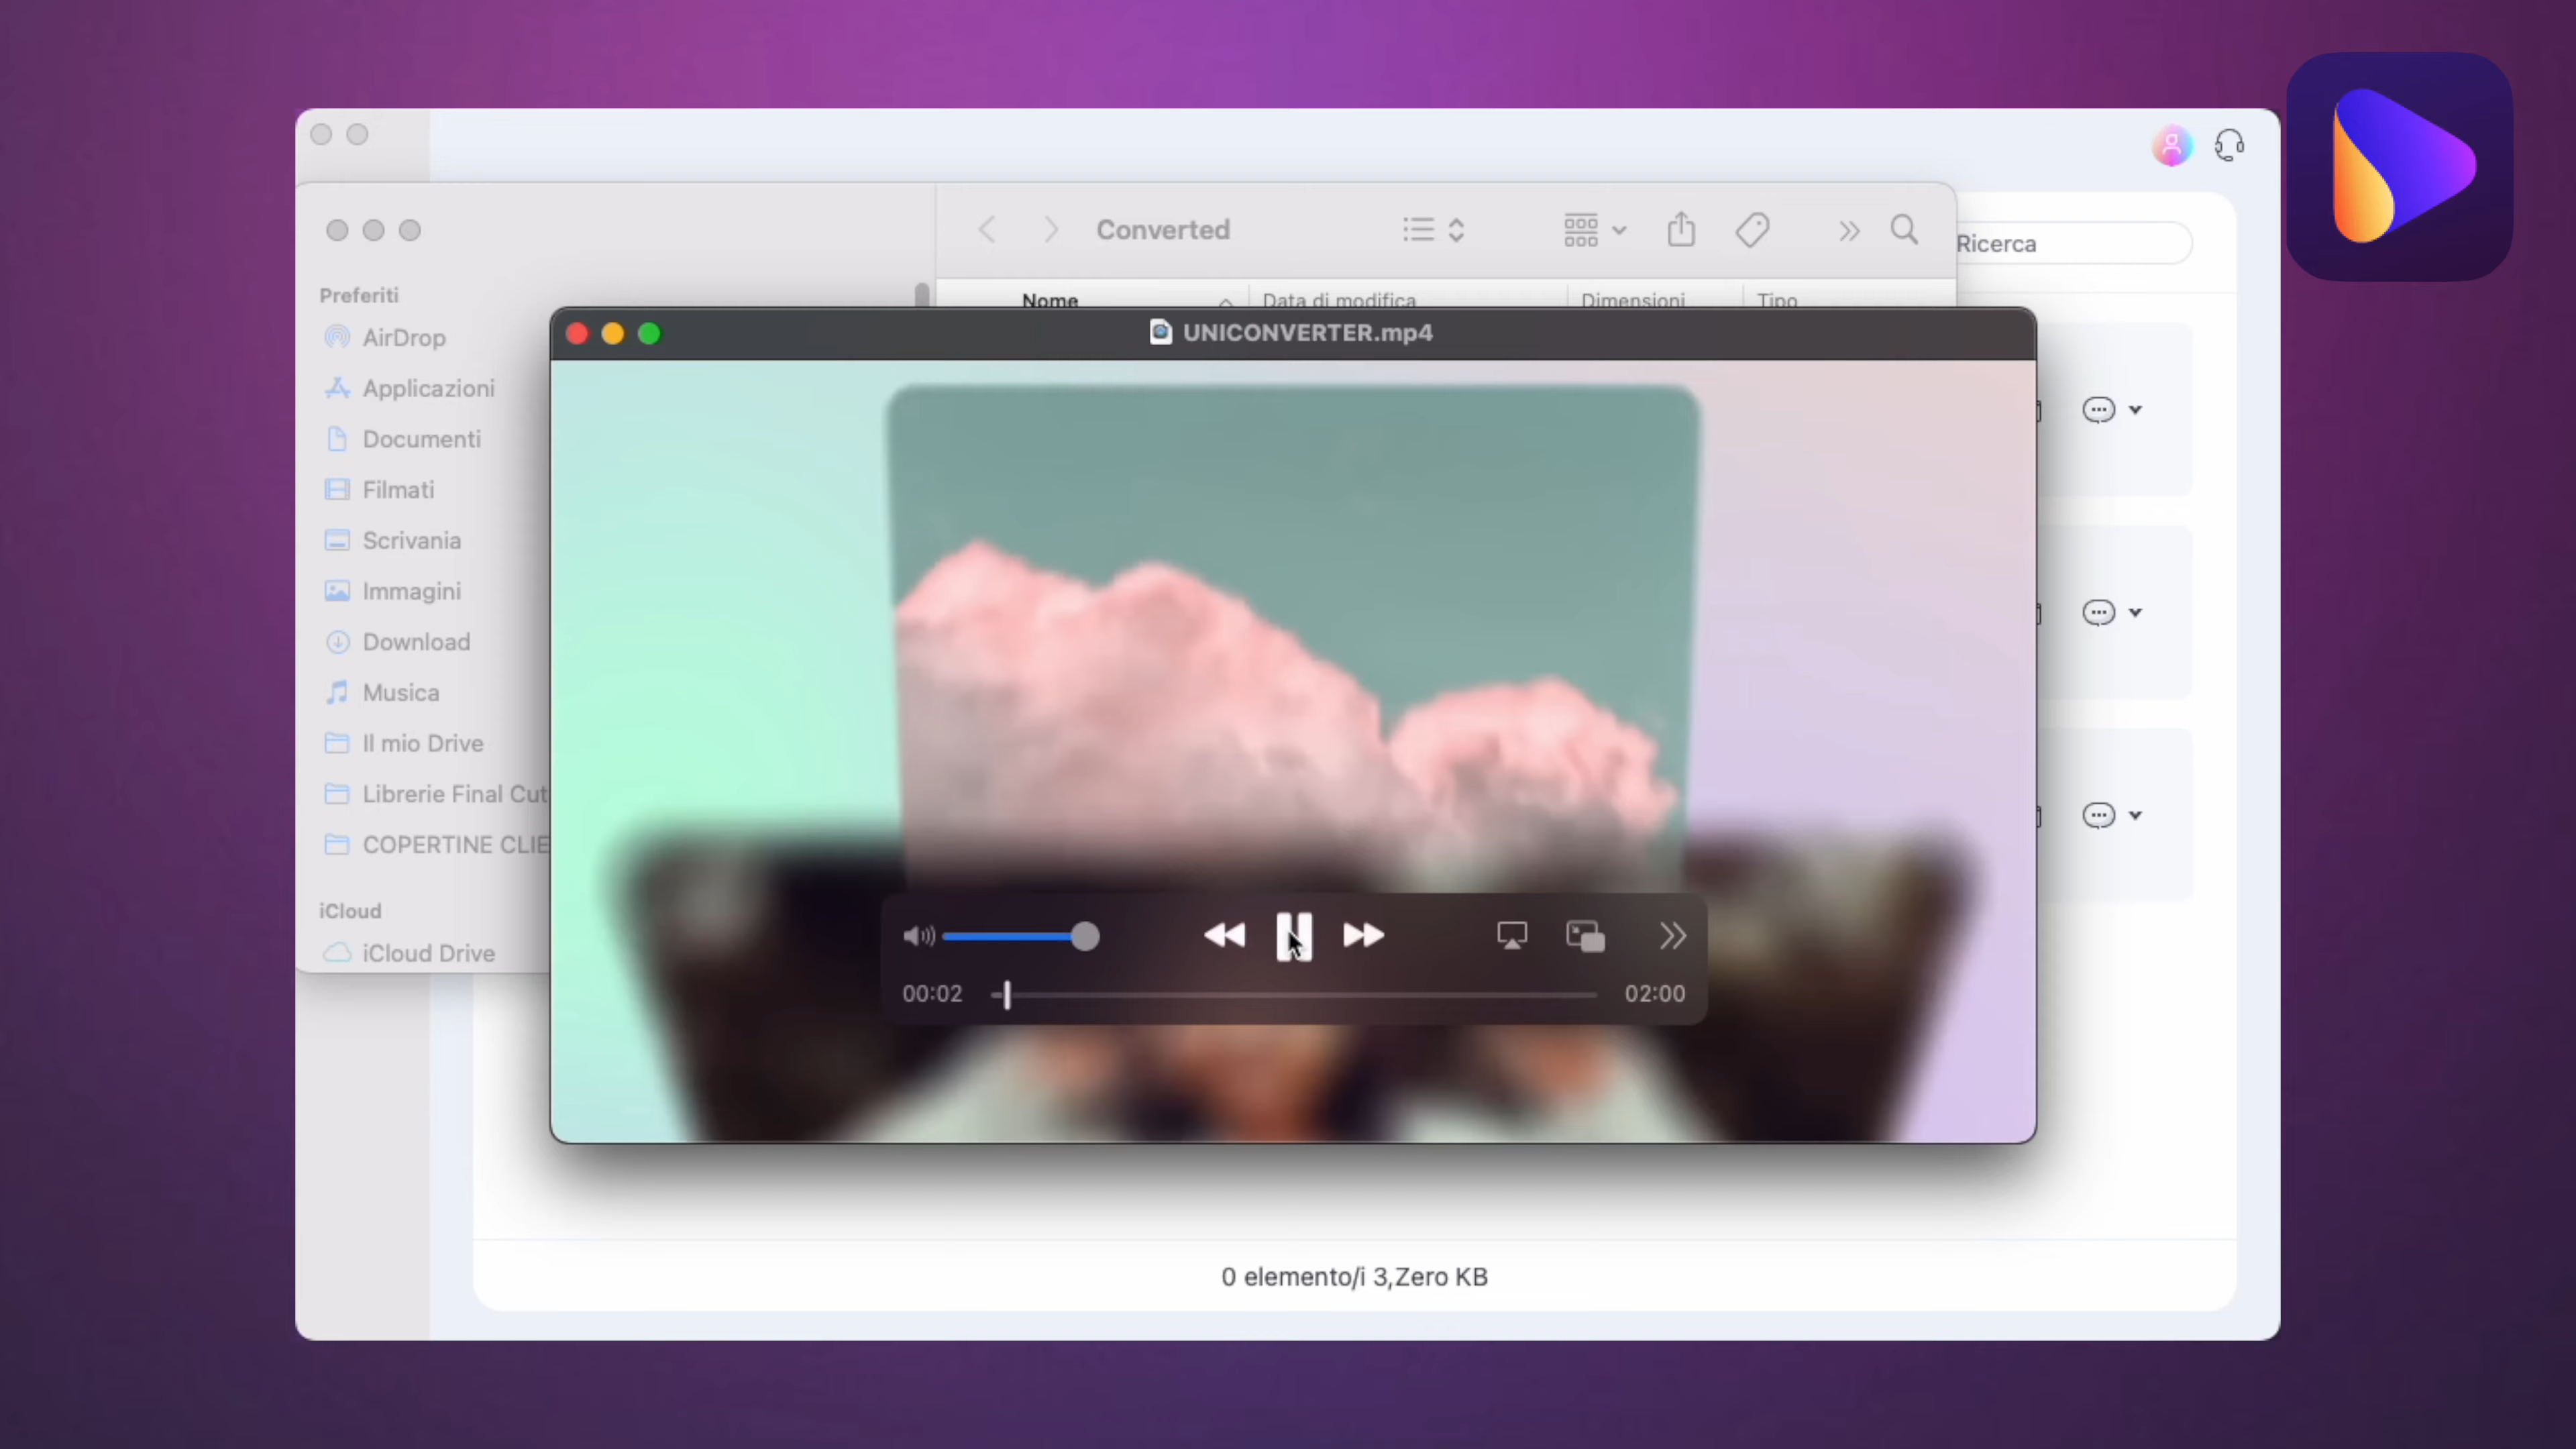 Converted
Ricerca
Preferiti
AirDrop
Applicazioni
Documenti
Filmati
Scrivania
Immagini
Download
Musica
Il mio Drive
Librerie Final Cut
COPERTINE CLIE
iCloud
iCloud Drive
Nome Data di modifica Dimensioni Tipo
UNICONVERTER.mp4
00:02 02:00
0 elemento/i 3,Zero KB